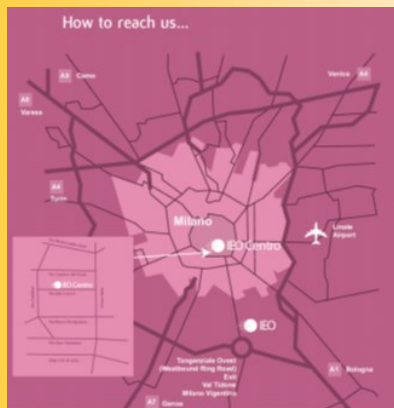 How to reach us...
A9 Como
Venice A4
A8
Varese
A4
Turin
Milano
Linate
Airport
IEO Centro
IEO Centro
IEO
Tangenziale Ovest
(Westbound Ring Road)
Exit
Val Tidone
Milano Vigentina
A1 Bologna
A7 Genoa